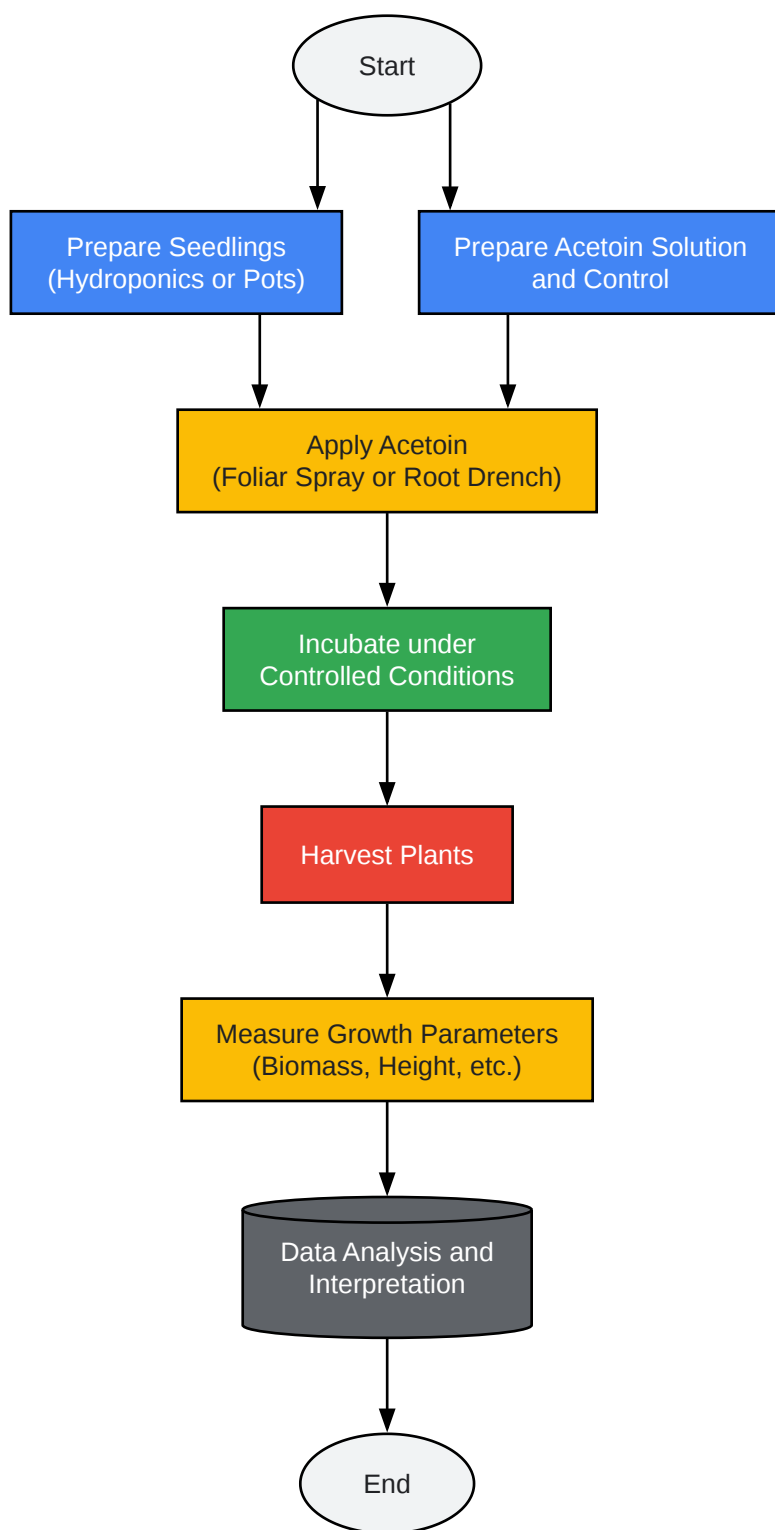 Start
Prepare Seedlings
(Hydroponics or Pots)
Prepare Acetoin Solution
and Control
Apply Acetoin
(Foliar Spray or Root Drench)
Incubate under
Controlled Conditions
Harvest Plants
Measure Growth Parameters
(Biomass, Height, etc.)
Data Analysis and
Interpretation
End